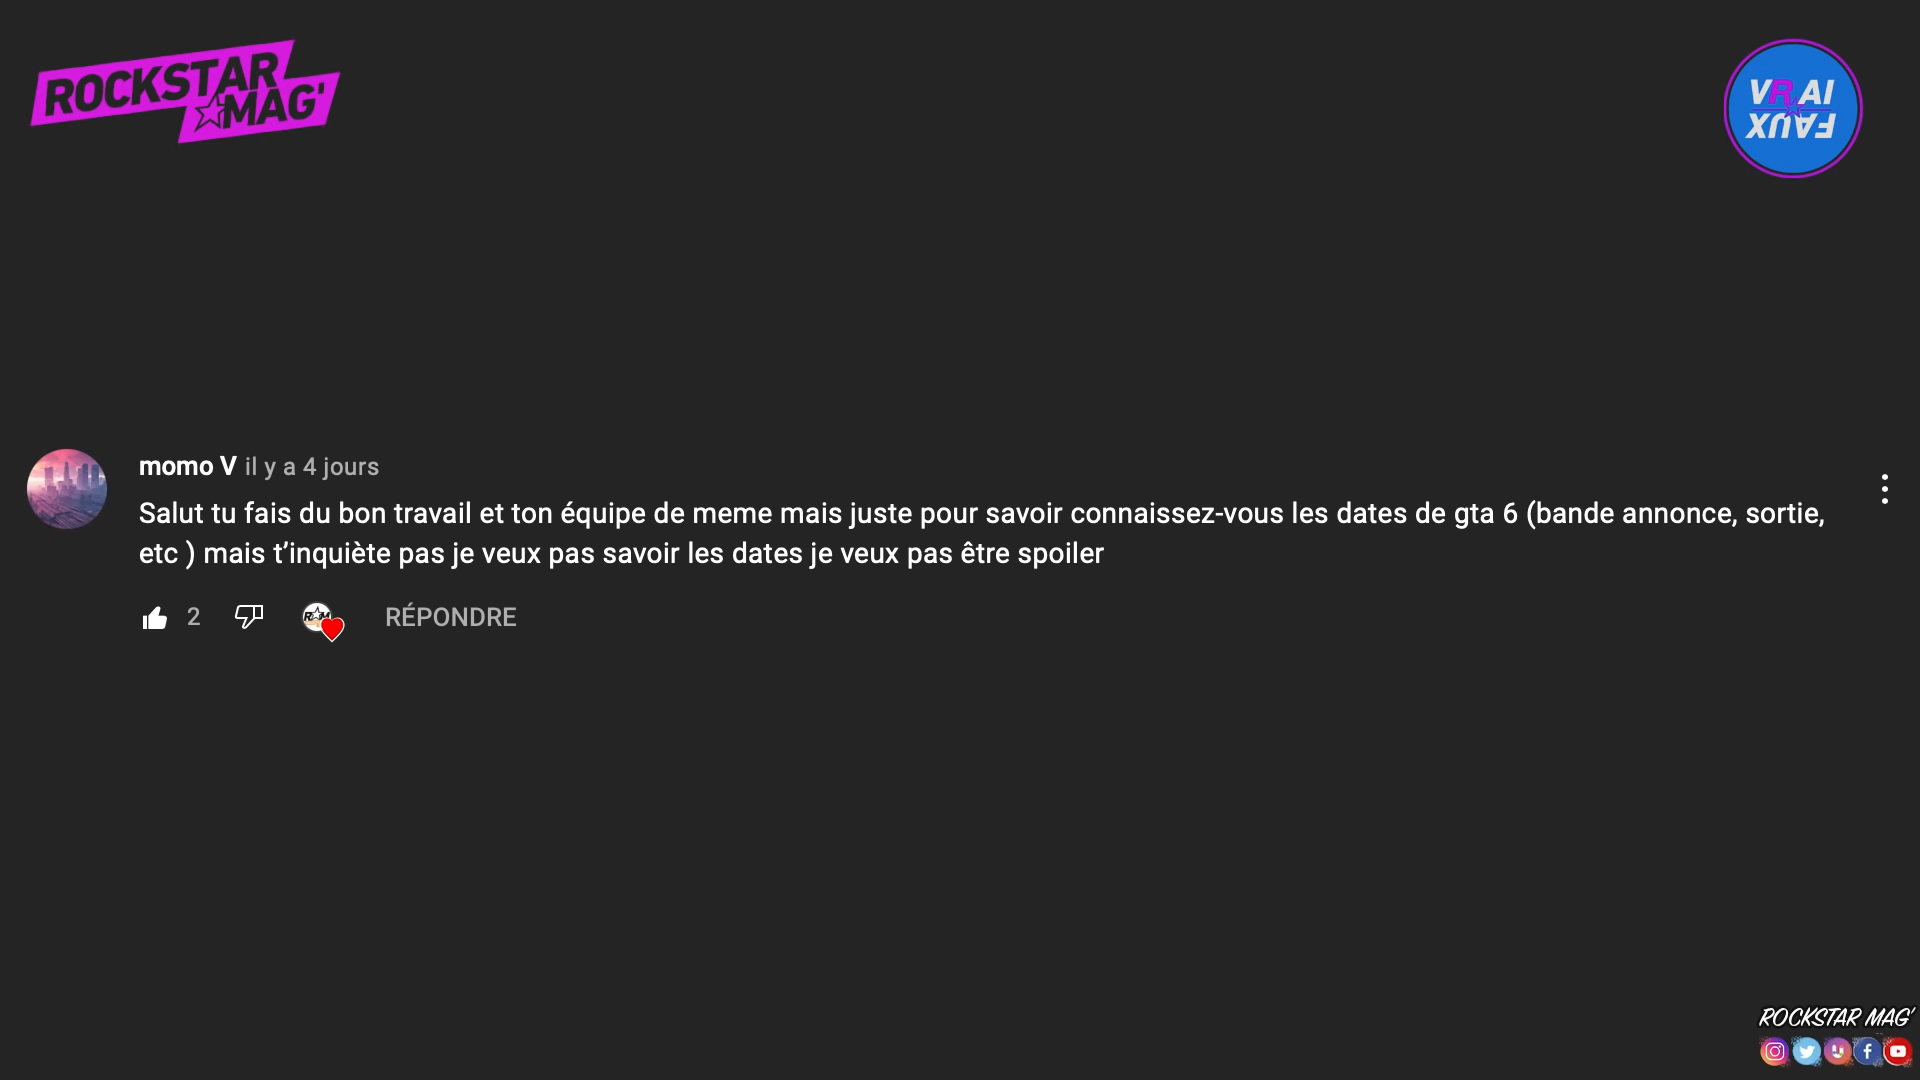 ROCKSTAR
MAG'
VRAI
FAUX
momo V il y a 4 jours
Salut tu fais du bon travail et ton équipe de meme mais juste pour savoir connaissez-vous les dates de gta 6 (bande annonce, sortie,
etc ) mais t’inquiète pas je veux pas savoir les dates je veux pas être spoiler
2
RÉPONDRE
ROCKSTAR MAG'